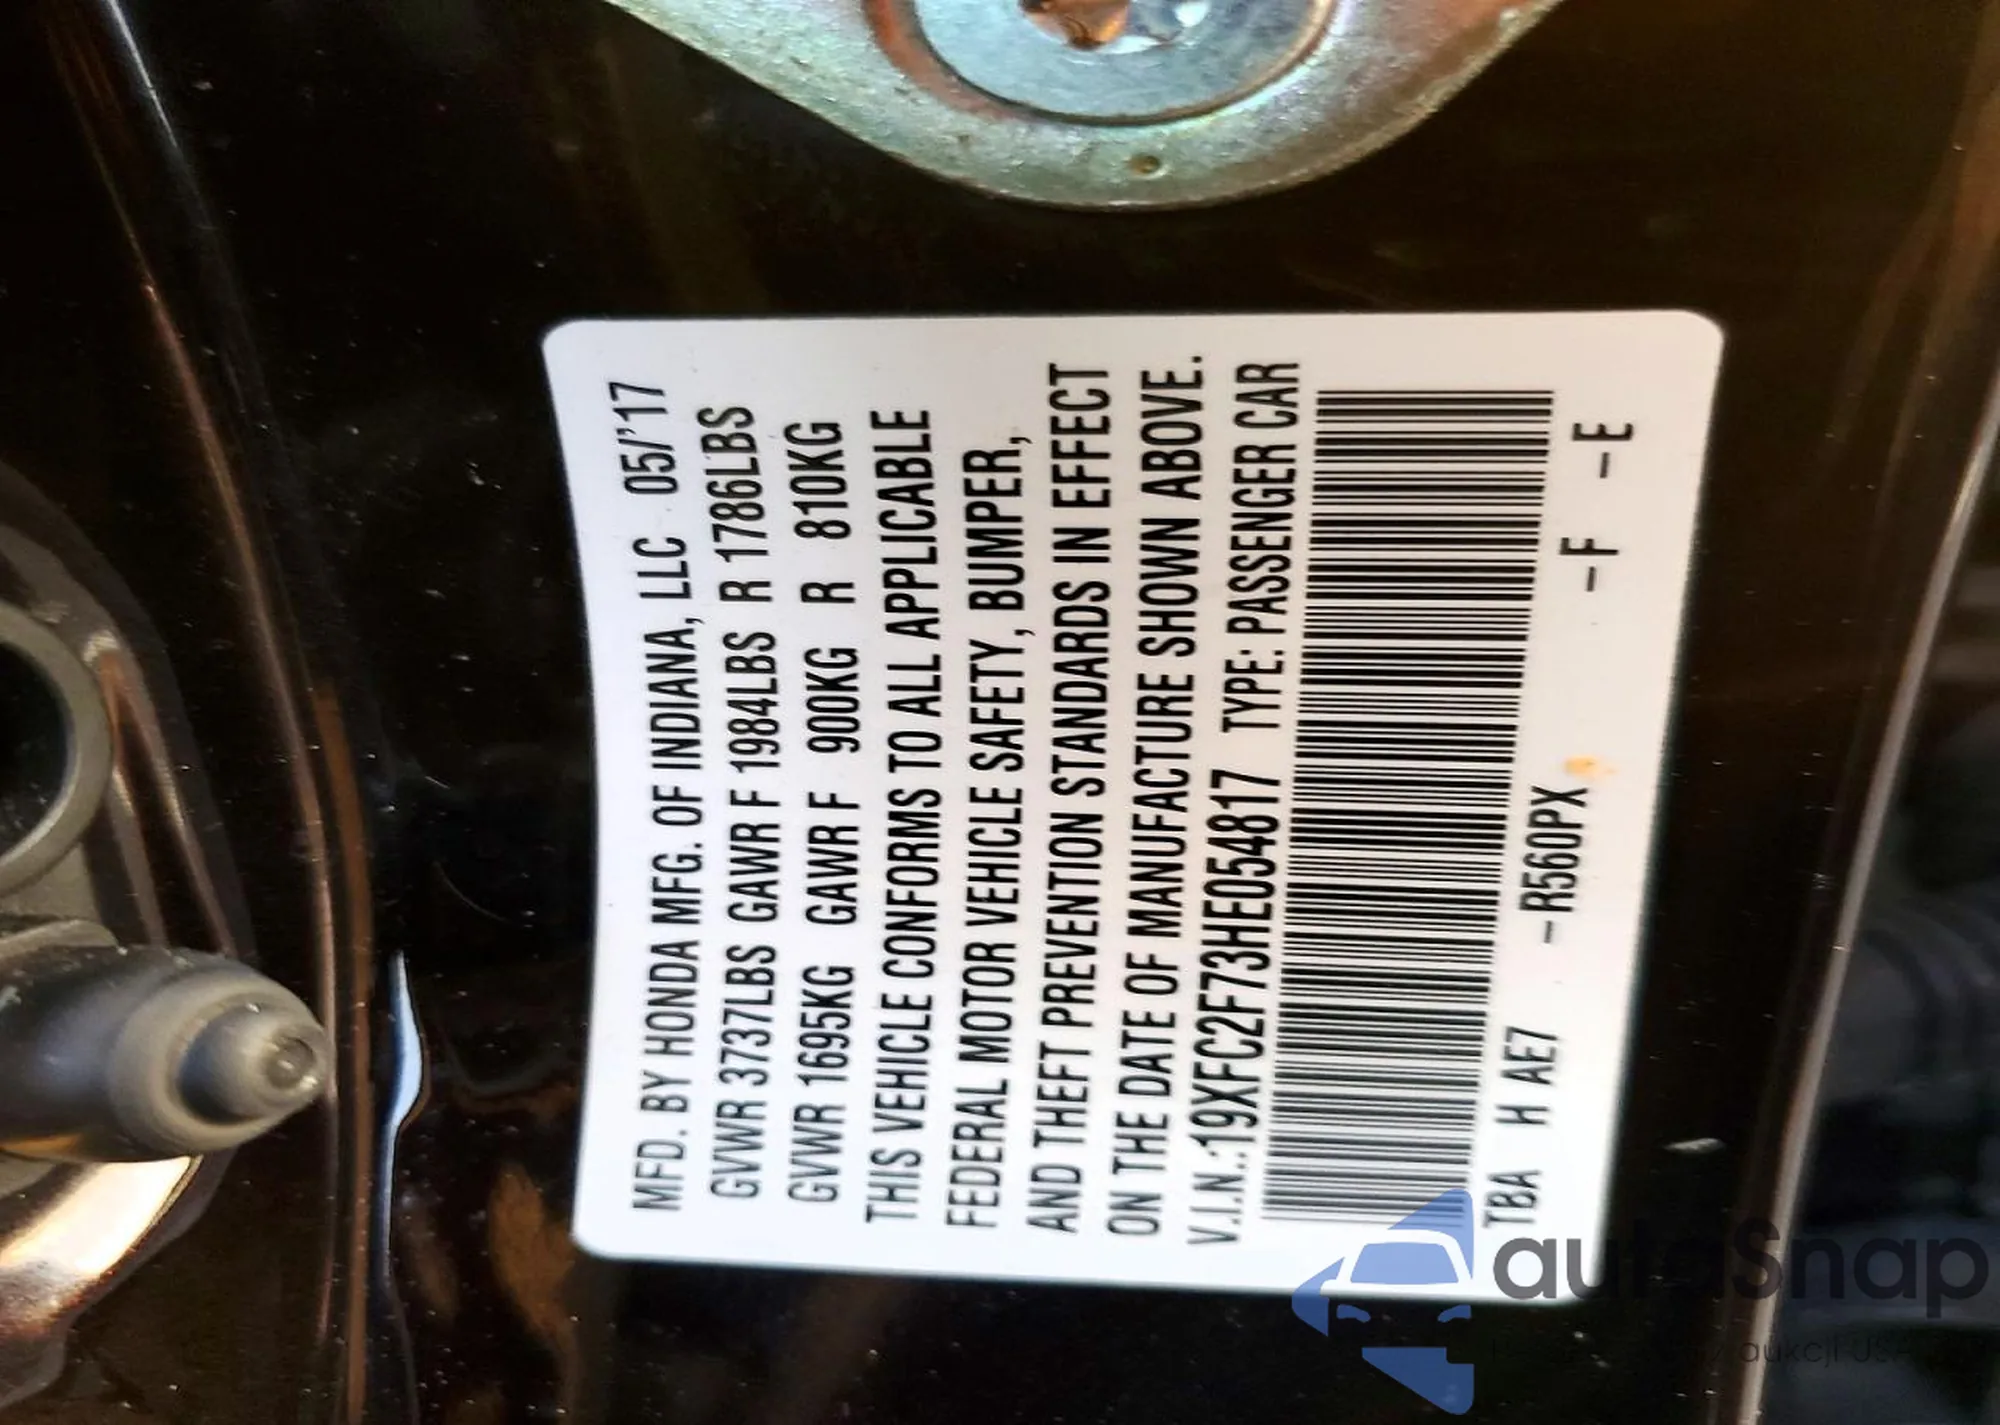 MFD. BY HONDA MFG. OF INDIANA, LLC 05/'17
GVWR 3737LBS GAWR F 1984LBS R 1786LBS
GVWR 1695KG GAWR F 900KG R 810KG
THIS VEHICLE CONFORMS TO ALL APPLICABLE
FEDERAL MOTOR VEHICLE SAFETY, BUMPER,
AND THEFT PREVENTION STANDARDS IN EFFECT
ON THE DATE OF MANUFACTURE SHOWN ABOVE.
V.I.N.:19XFC2F73HE054817 TYPE: PASSENGER CAR
TBA H AE7 -R560PX -F -E
autoSnap
aukcji USA